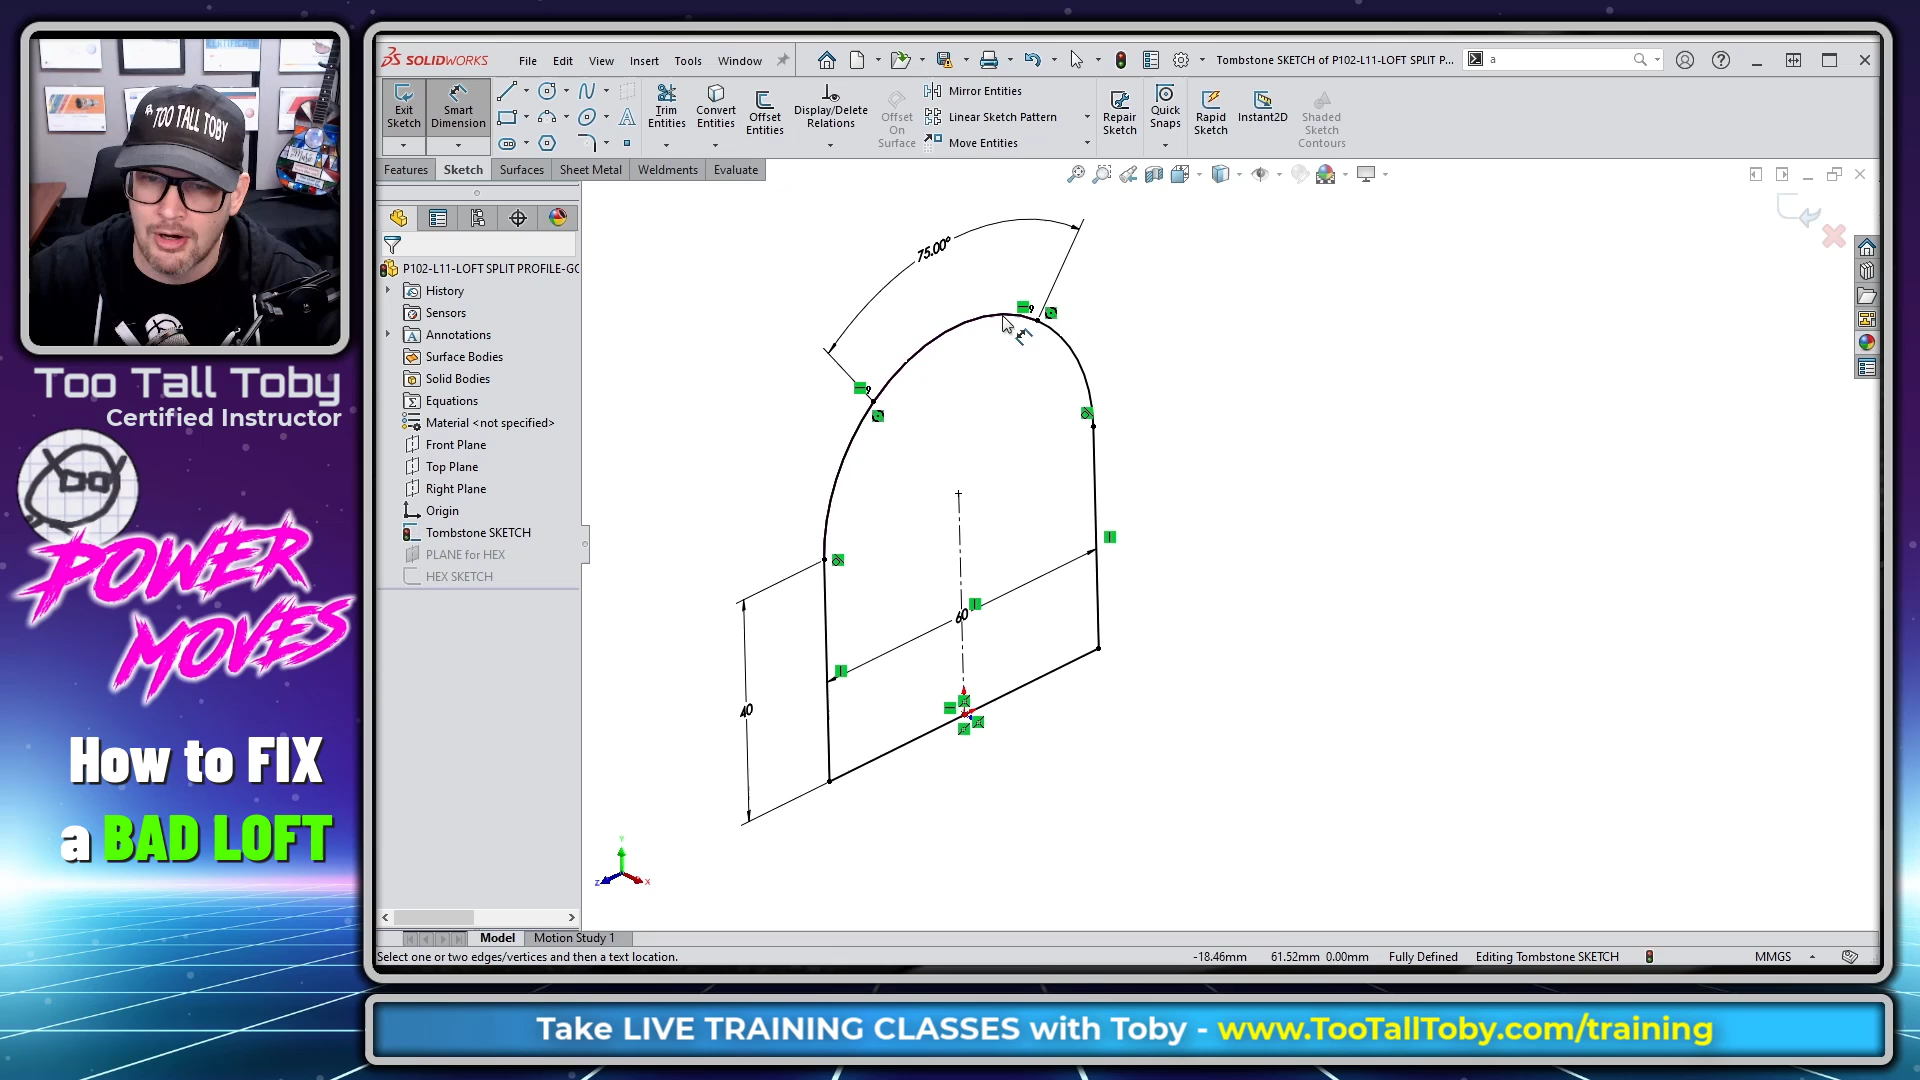 TOO TALL TOBY
Too Tall Toby
Certified Instructor
POWER
MOVES
How to FIX
a BAD LOFT
SOLIDWORKS
File Edit View Insert Tools Window
Tombstone SKETCH of P102-L11-LOFT SPLIT P...
a
Exit Sketch
Smart Dimension
Trim Entities
Convert Entities
Offset Entities
Display/Delete Relations
Offset On Surface
Mirror Entities
Linear Sketch Pattern
Move Entities
Repair Sketch
Quick Snaps
Rapid Sketch
Instant2D
Shaded Sketch Contours
Features Sketch Surfaces Sheet Metal Weldments Evaluate
P102-L11-LOFT SPLIT PROFILE-GO
History
Sensors
Annotations
Surface Bodies
Solid Bodies
Equations
Material <not specified>
Front Plane
Top Plane
Right Plane
Origin
Tombstone SKETCH
PLANE for HEX
HEX SKETCH
75.00°
9
9
60
40
Y
Z
X
Model Motion Study 1
Select one or two edges/vertices and then a text location.
-18.46mm 61.52mm 0.00mm Fully Defined Editing Tombstone SKETCH MMGS
Take LIVE TRAINING CLASSES with Toby - www.TooTallToby.com/training